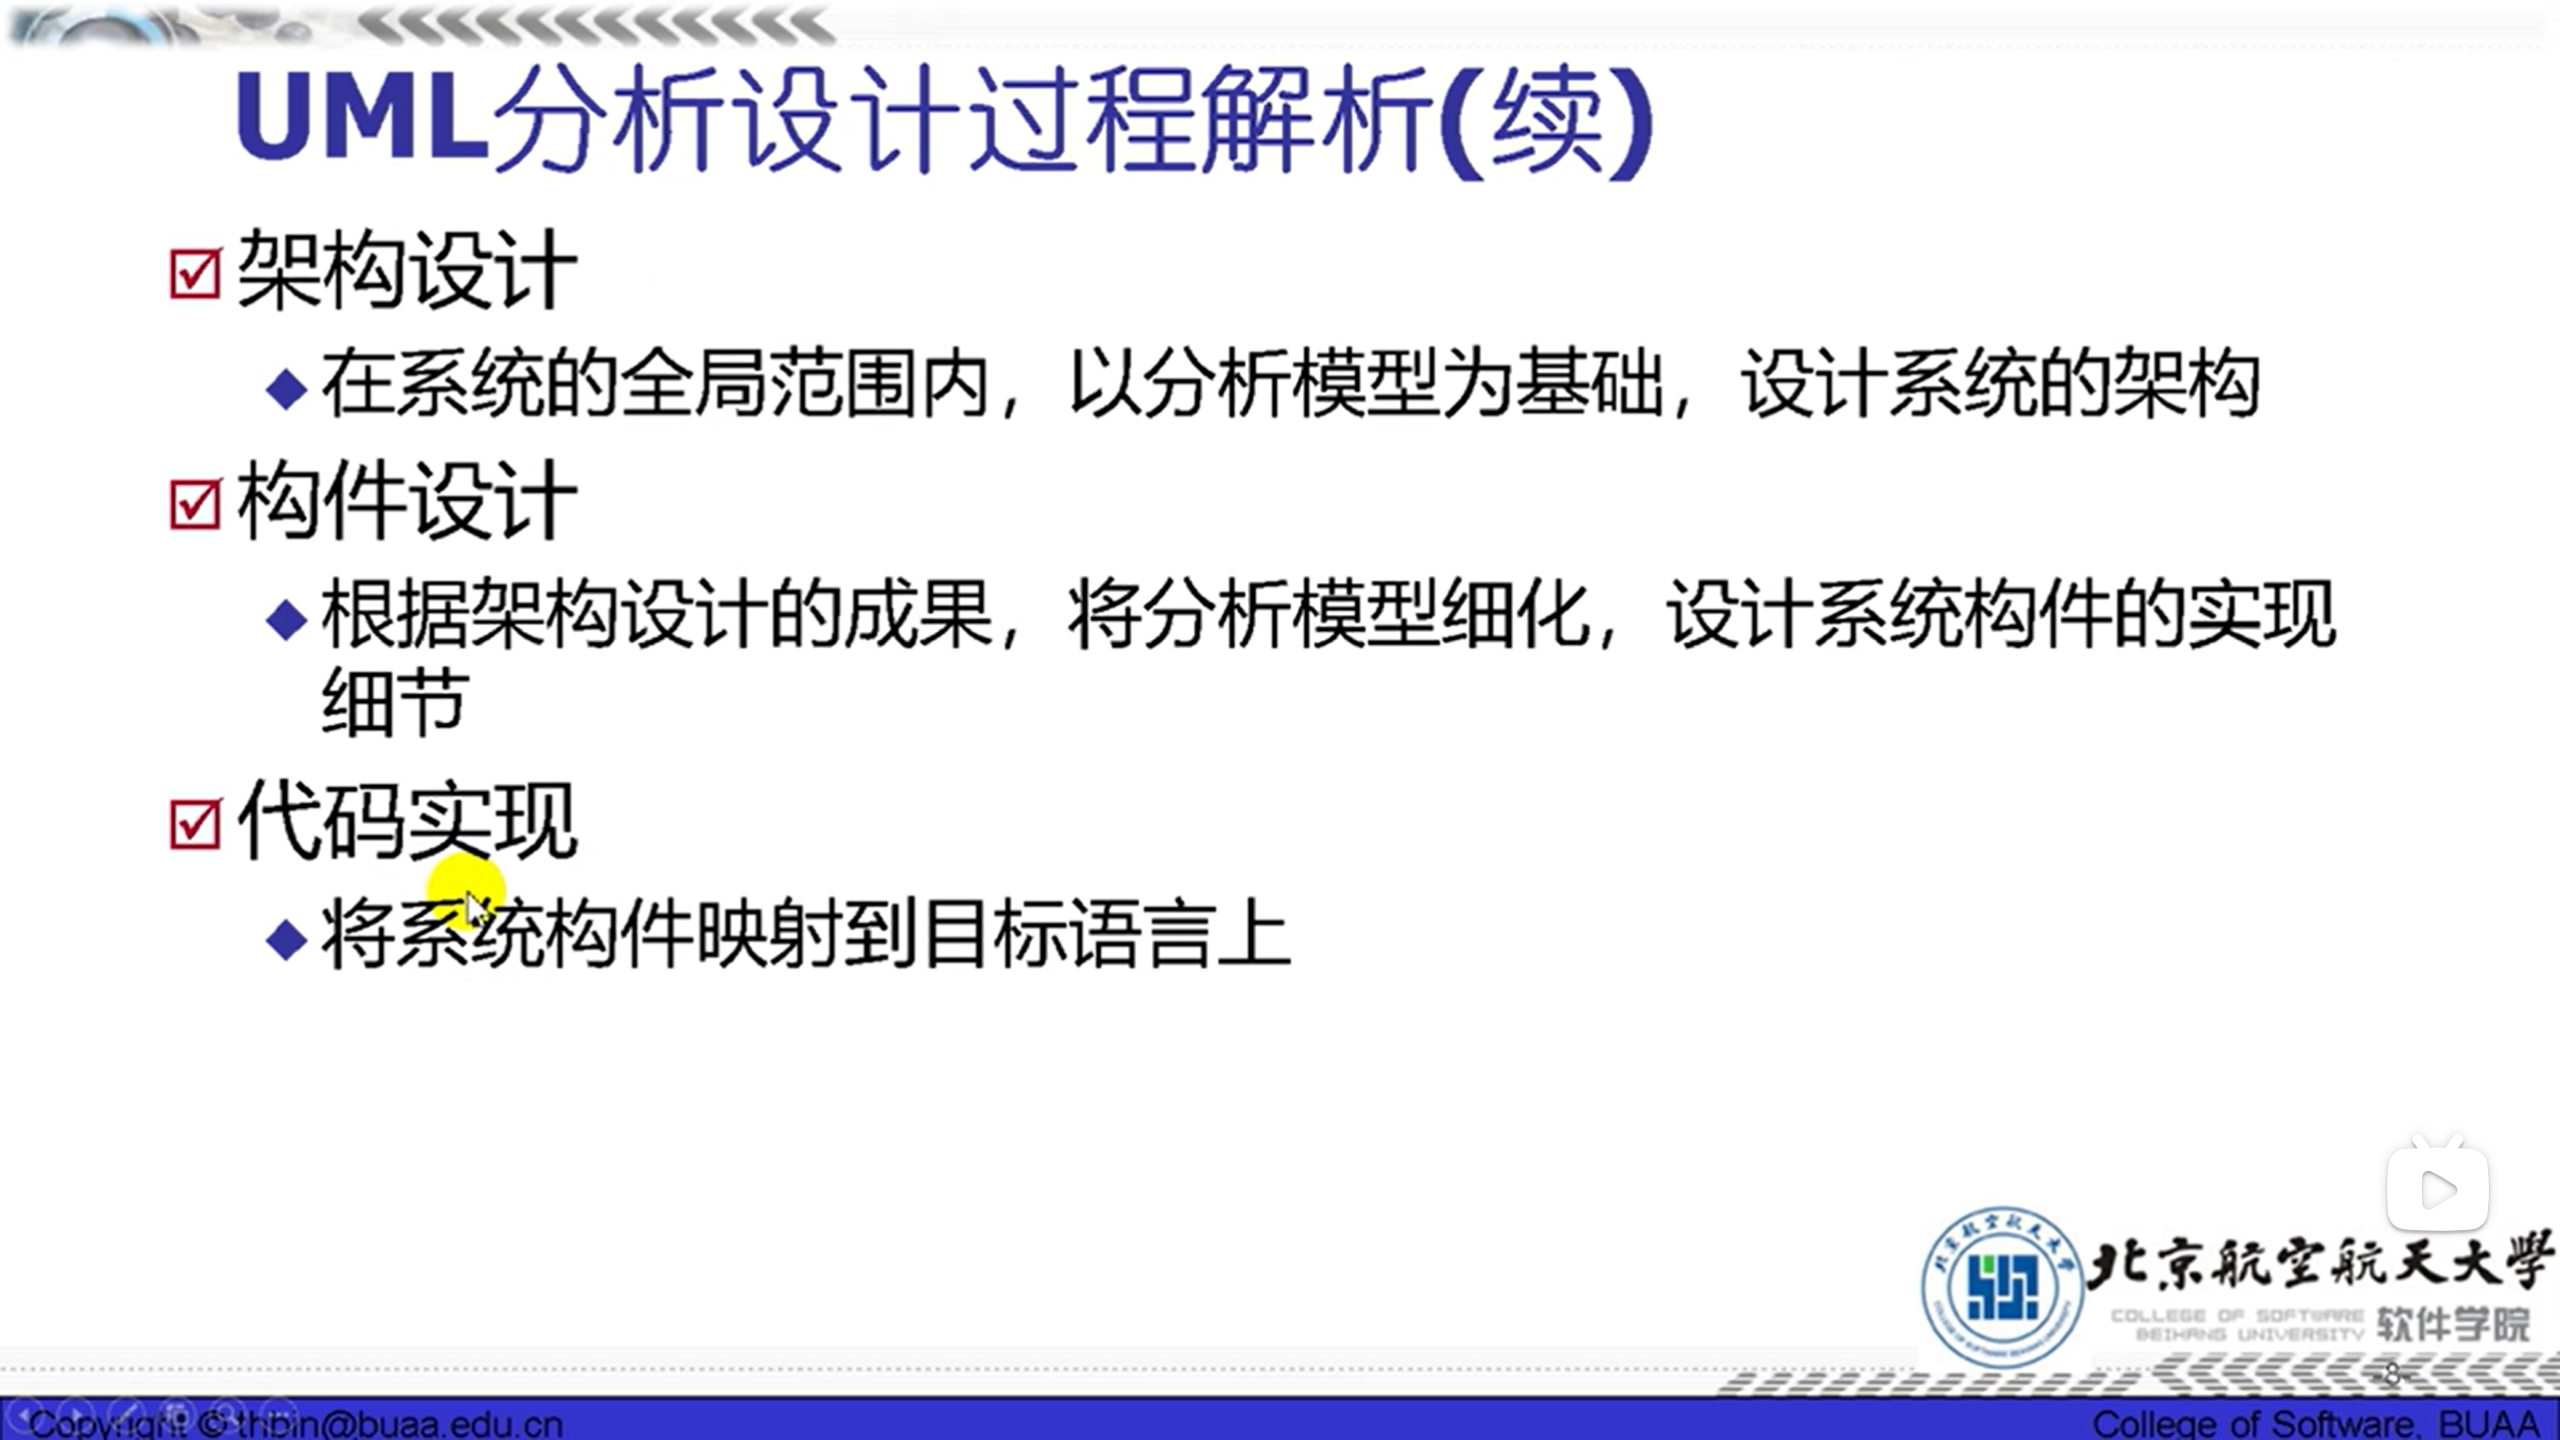 UML分析设计过程解析(续)
架构设计
在系统的全局范围内，以分析模型为基础，设计系统的架构
构件设计
根据架构设计的成果，将分析模型细化，设计系统构件的实现
细节
代码实现
将系统构件映射到目标语言上
北京航空航天大學
COLLEGE OF SOFTWARE
BEIHANG UNIVERSITY
软件学院
-8-
Copyright © thbin@buaa.edu.cn
College of Software, BUAA